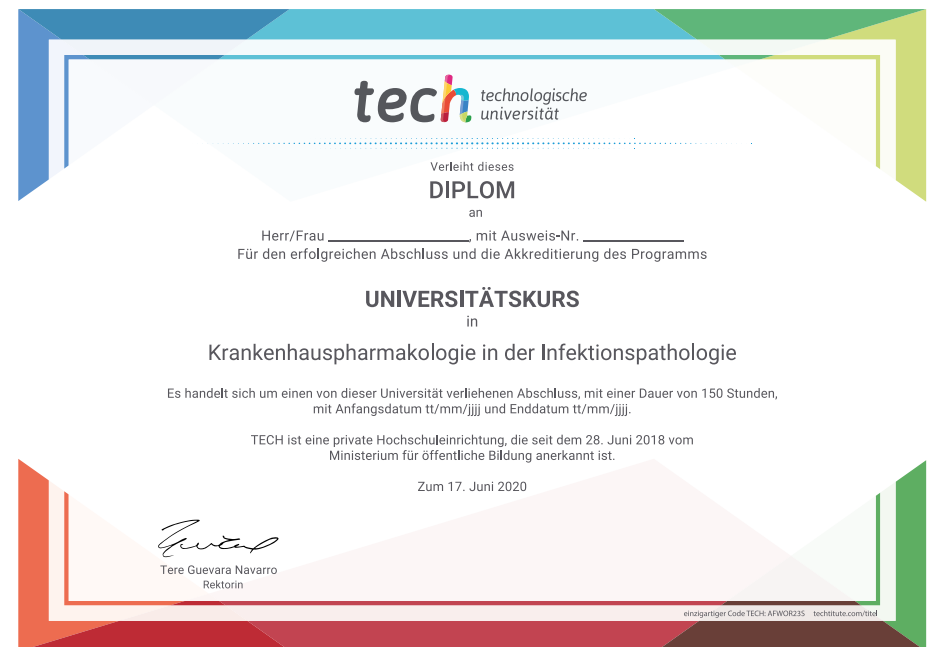 tech technologische
universität
Verleiht dieses
DIPLOM
an
Herr/Frau ____________________, mit Ausweis-Nr. ______________
Für den erfolgreichen Abschluss und die Akkreditierung des Programms
UNIVERSITÄTSKURS
in
Krankenhauspharmakologie in der Infektionspathologie
Es handelt sich um einen von dieser Universität verliehenen Abschluss, mit einer Dauer von 150 Stunden,
mit Anfangsdatum tt/mm/jjjj und Enddatum tt/mm/jjjj.
TECH ist eine private Hochschuleinrichtung, die seit dem 28. Juni 2018 vom
Ministerium für öffentliche Bildung anerkannt ist.
Zum 17. Juni 2020
Tere Guevara Navarro
Rektorin
einzigartiger Code TECH: AFWOR23S techtitute.com/titel